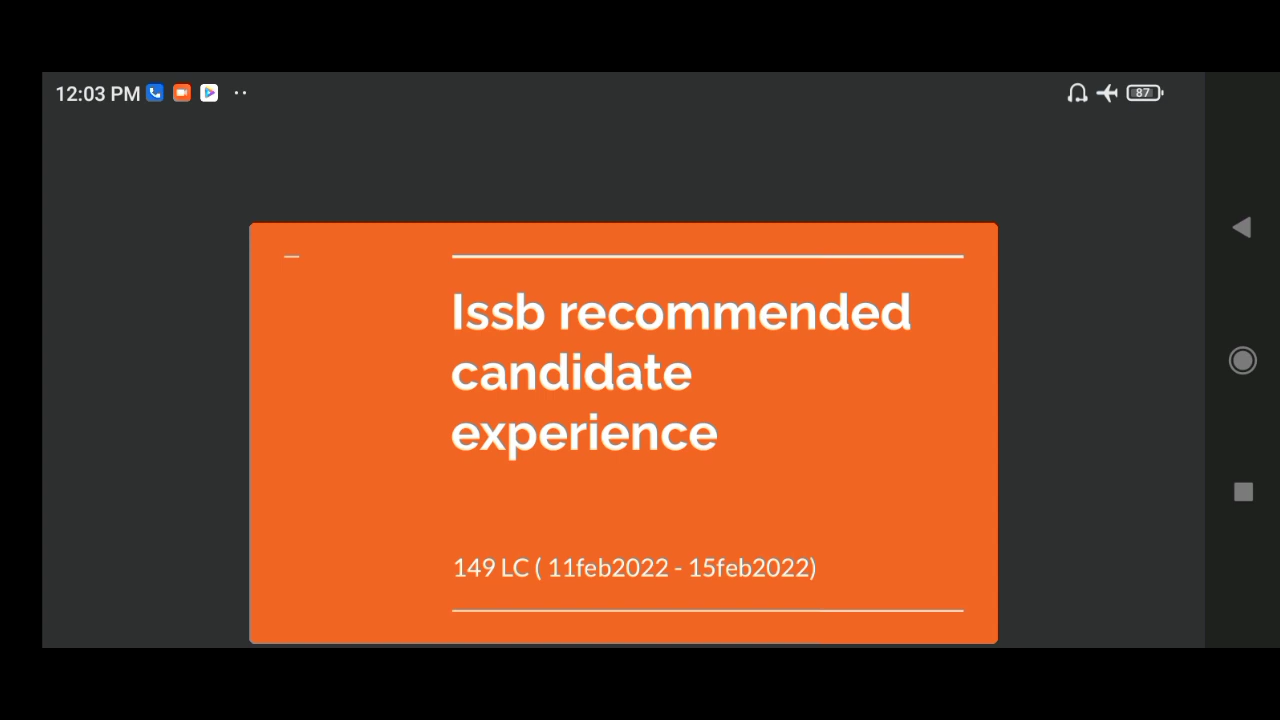 12:03 PM
87
Issb recommended
candidate
experience
149 LC ( 11feb2022 - 15feb2022)